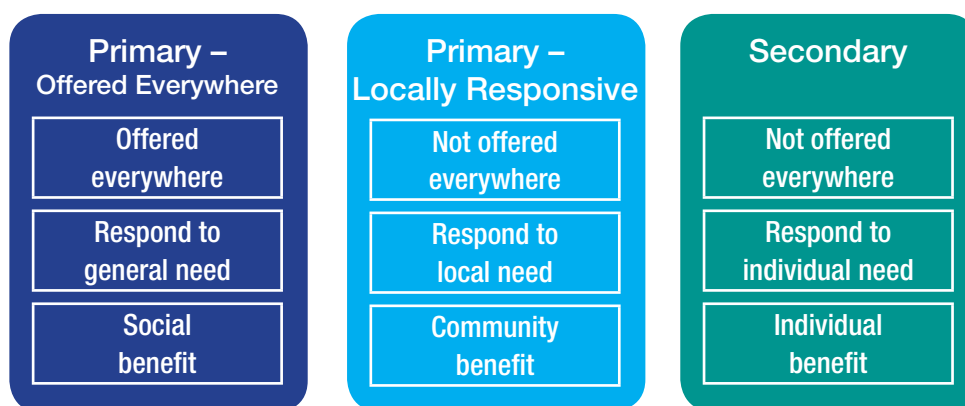 Primary –
Offered Everywhere
Offered
everywhere
Respond to
general need
Social
benefit
Primary –
Locally Responsive
Not offered
everywhere
Respond to
local need
Community
benefit
Secondary
Not offered
everywhere
Respond to
individual need
Individual
benefit